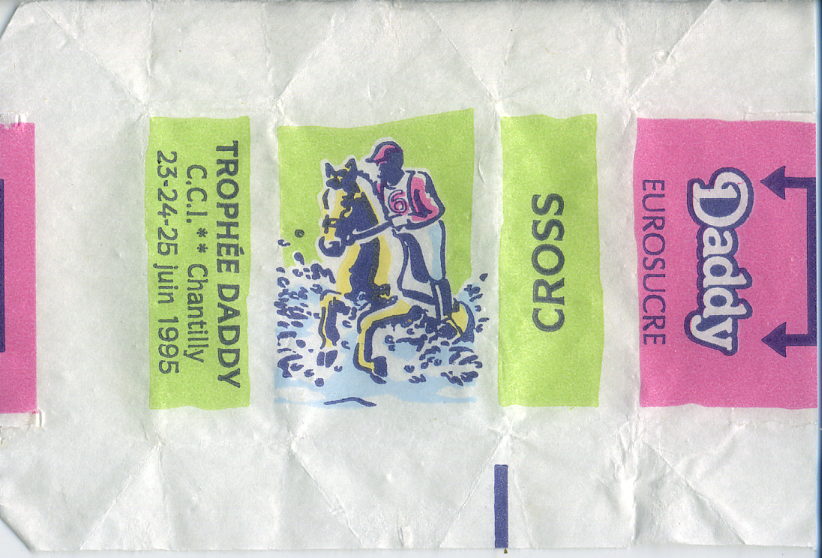 TROPHÉE DADDY
C.C.I.** Chantilly
23-24-25 juin 1995
6
CROSS
Daddy
EUROSUCRE